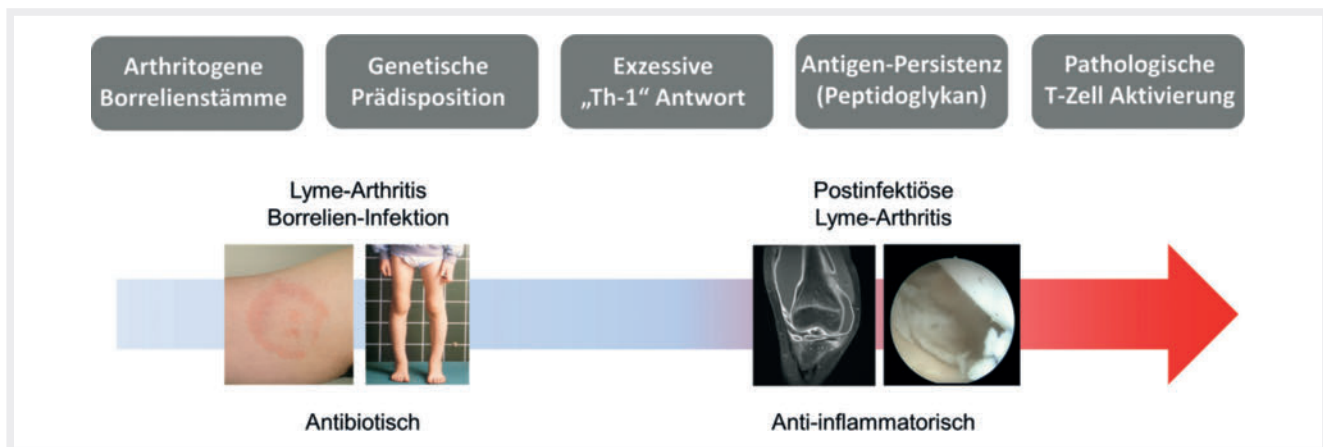 Arthritogene
Borrelienstämme
Genetische
Prädisposition
Exzessive
„Th-1“ Antwort
Antigen-Persistenz
(Peptidoglykan)
Pathologische
T-Zell Aktivierung
Lyme-Arthritis
Borrelien-Infektion
Postinfektiöse
Lyme-Arthritis
Antibiotisch
Anti-inflammatorisch